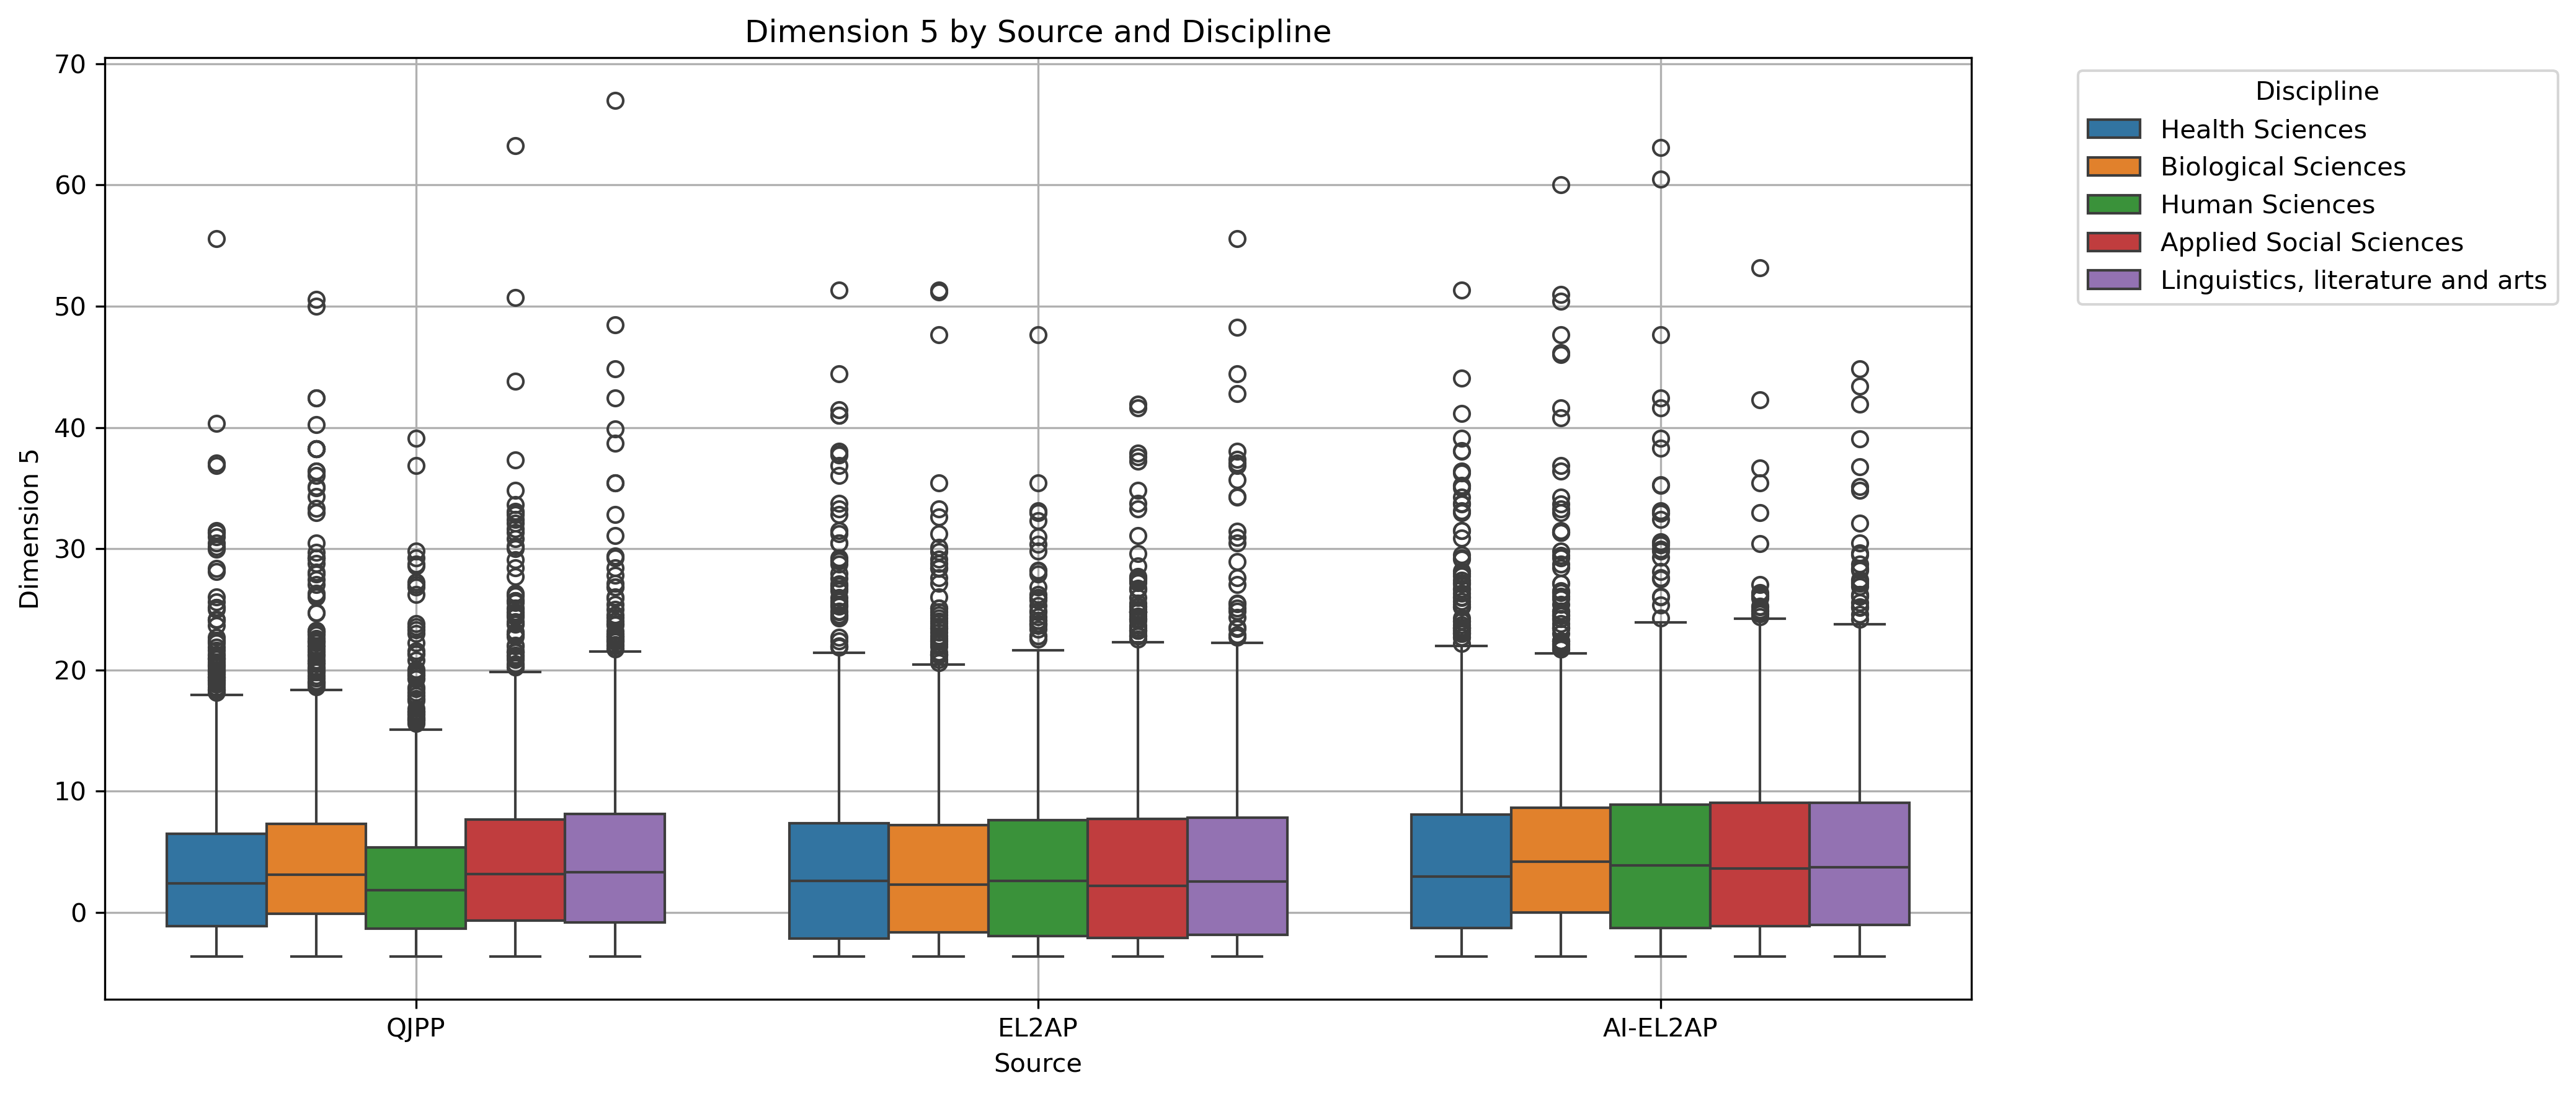 Dimension 5 by Source and Discipline
Dimension 5
70
60
50
40
30
20
10
0
QJPP
EL2AP
AI-EL2AP
Source
Discipline
Health Sciences
Biological Sciences
Human Sciences
Applied Social Sciences
Linguistics, literature and arts